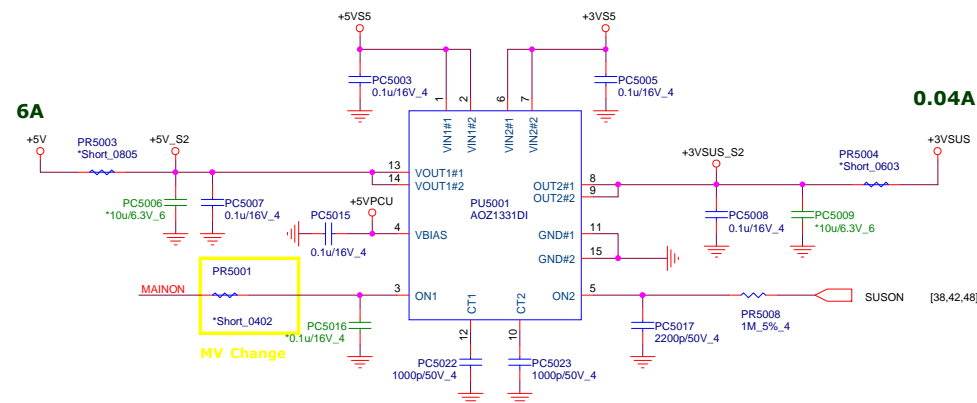 +5VS5
+3VS5
PC5003
0.1u/16V_4
PC5005
0.1u/16V_4
6A
0.04A
1
2
6
7
VIN1#1
VIN1#2
VIN2#1
VIN2#2
+5V
PR5003
*Short_0805
+5V_S2
+3VSUS_S2
PR5004
*Short_0603
+3VSUS
13
14
VOUT1#1
VOUT1#2
8
9
OUT2#1
OUT2#2
PU5001
AOZ1331DI
PC5006
*10u/6.3V_6
PC5007
0.1u/16V_4
PC5015
0.1u/16V_4
+5VPCU
4
VBIAS
PC5008
0.1u/16V_4
PC5009
*10u/6.3V_6
11
GND#1
15
GND#2
PR5001
*Short_0402
MAINON
3
ON1
5
ON2
SUSON
[38,42,48]
PR5008
1M_5%_4
MV Change
PC5016
*0.1u/16V_4
CT1
CT2
12
10
PC5017
2200p/50V_4
PC5022
1000p/50V_4
PC5023
1000p/50V_4